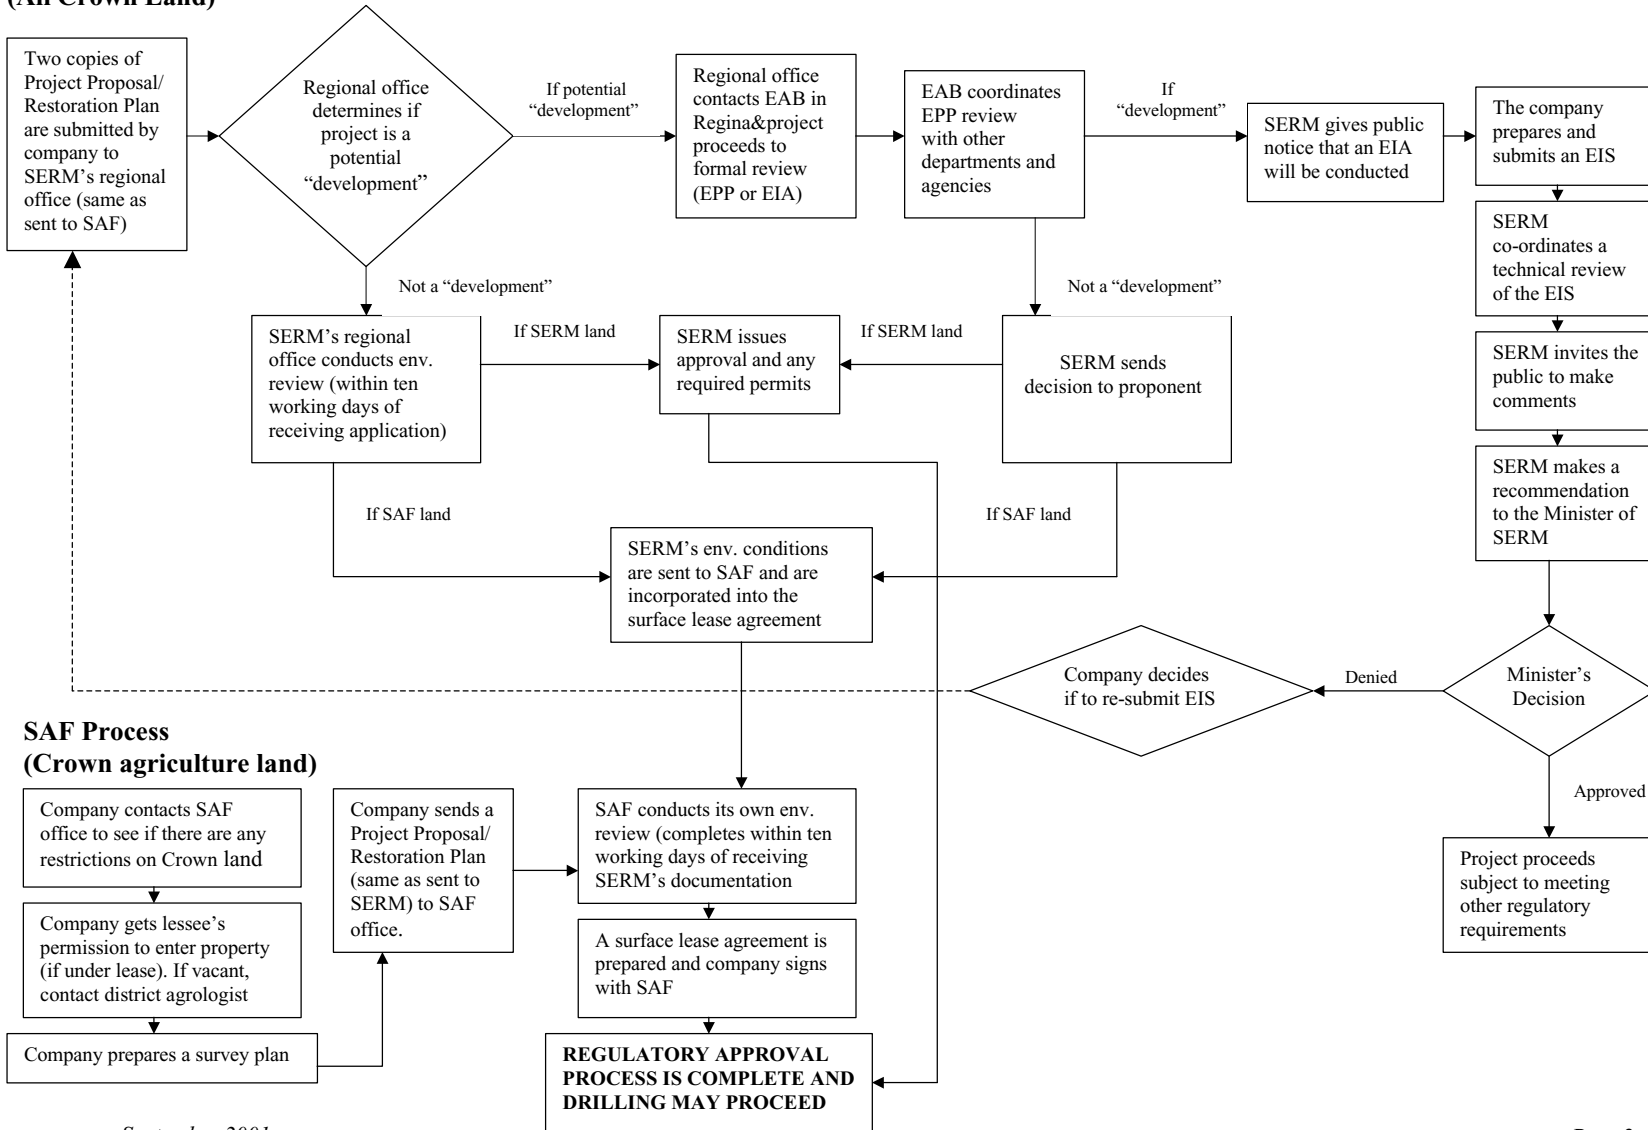 (All Crown Land)
Two copies of
Project Proposal/
Restoration Plan
are submitted by
company to
SERM’s regional
office (same as
sent to SAF)
Regional office
determines if
project is a
potential
“development”
If potential
“development”
Regional office
contacts EAB in
Regina&project
proceeds to
formal review
(EPP or EIA)
EAB coordinates
EPP review
with other
departments and
agencies
If
“development”
SERM gives public
notice that an EIA
will be conducted
The company
prepares and
submits an EIS
SERM
co-ordinates a
technical review
of the EIS
SERM invites the
public to make
comments
SERM makes a
recommendation
to the Minister of
SERM
Not a “development”
Not a “development”
SERM’s regional
office conducts env.
review (within ten
working days of
receiving application)
If SERM land
SERM issues
approval and any
required permits
If SERM land
SERM sends
decision to proponent
If SAF land
If SAF land
SERM’s env. conditions
are sent to SAF and are
incorporated into the
surface lease agreement
Company decides
if to re-submit EIS
Denied
Minister’s
Decision
Approved
Project proceeds
subject to meeting
other regulatory
requirements
SAF Process
(Crown agriculture land)
Company contacts SAF
office to see if there are any
restrictions on Crown land
Company gets lessee’s
permission to enter property
(if under lease). If vacant,
contact district agrologist
Company prepares a survey plan
Company sends a
Project Proposal/
Restoration Plan
(same as sent to
SERM) to SAF
office.
SAF conducts its own env.
review (completes within ten
working days of receiving
SERM’s documentation
A surface lease agreement is
prepared and company signs
with SAF
REGULATORY APPROVAL
PROCESS IS COMPLETE AND
DRILLING MAY PROCEED
September 2001